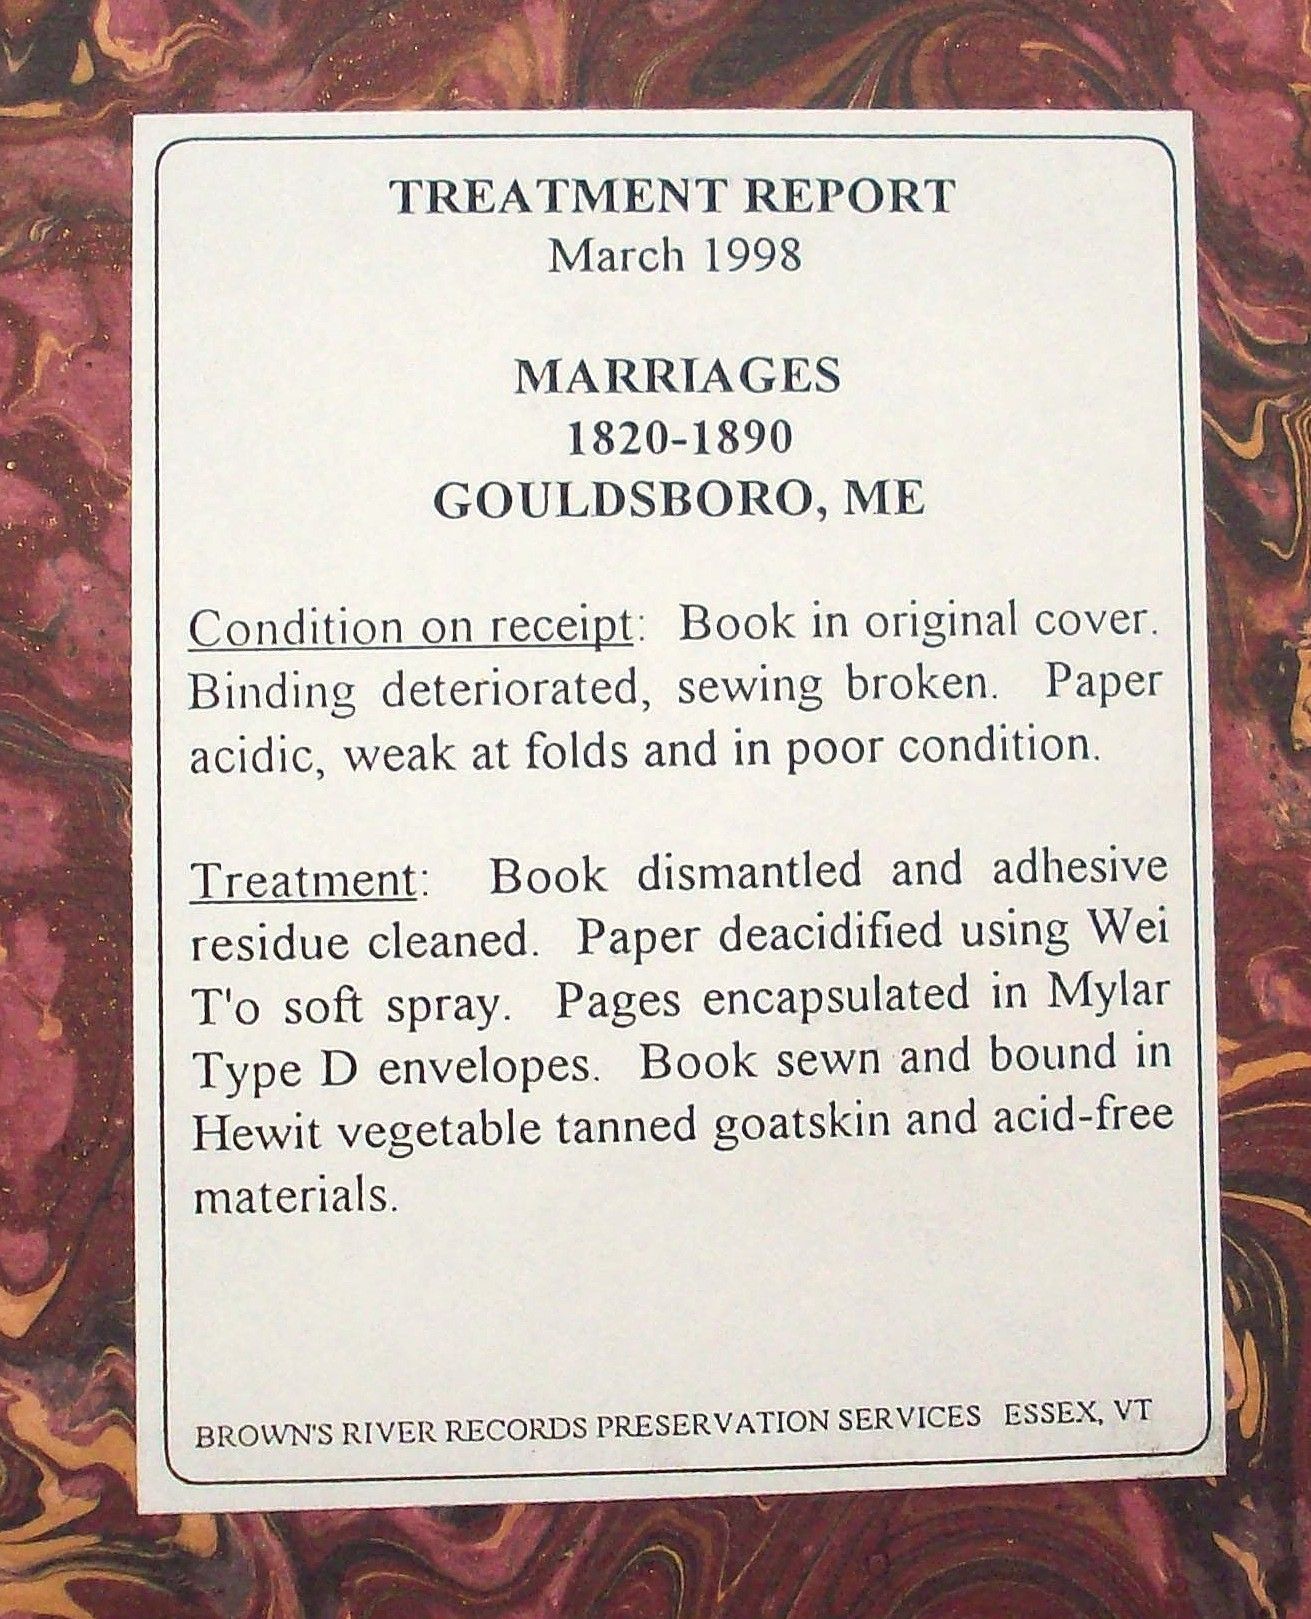 TREATMENT REPORT
March 1998
MARRIAGES
1820-1890
GOULDSBORO, ME
Condition on receipt: Book in original cover.
Binding deteriorated, sewing broken. Paper
acidic, weak at folds and in poor condition.
Treatment: Book dismantled and adhesive
residue cleaned. Paper deacidified using Wei
T'o soft spray. Pages encapsulated in Mylar
Type D envelopes. Book sewn and bound in
Hewit vegetable tanned goatskin and acid-free
materials.
BROWN'S RIVER RECORDS PRESERVATION SERVICES ESSEX, VT